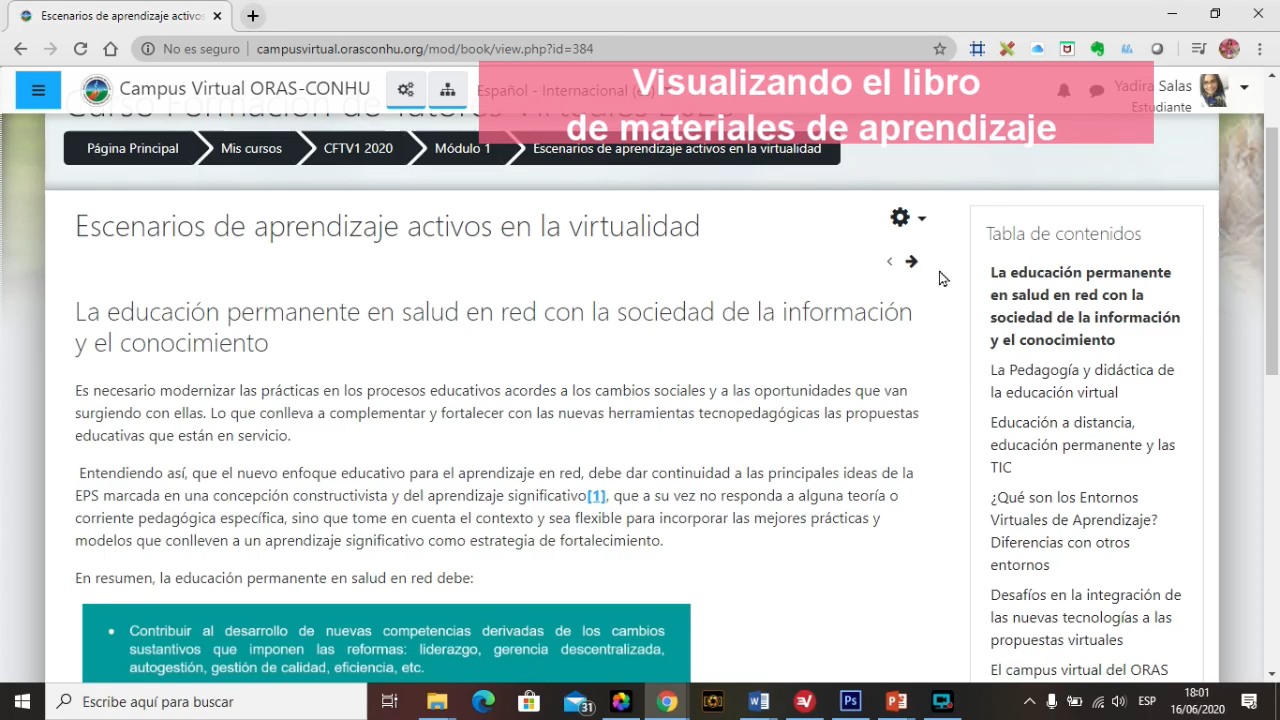 Escenarios de aprendizaje activos
No es seguro
campusvirtual.orasconhu.org/mod/book/view.php?id=384
Campus Virtual ORAS-CONHU
Español - Internacional
Yadira Salas
Estudiante
Visualizando el libro
de materiales de aprendizaje
Página Principal
Mis cursos
CFTV1 2020
Módulo 1
Escenarios de aprendizaje activos en la virtualidad
Escenarios de aprendizaje activos en la virtualidad
La educación permanente en salud en red con la sociedad de la información
y el conocimiento
Es necesario modernizar las prácticas en los procesos educativos acordes a los cambios sociales y a las oportunidades que van
surgiendo con ellas. Lo que conlleva a complementar y fortalecer con las nuevas herramientas tecnopedagógicas las propuestas
educativas que están en servicio.
Entendiendo así, que el nuevo enfoque educativo para el aprendizaje en red, debe dar continuidad a las principales ideas de la
EPS marcada en una concepción constructivista y del aprendizaje significativo[1], que a su vez no responda a alguna teoría o
corriente pedagógica específica, sino que tome en cuenta el contexto y sea flexible para incorporar las mejores prácticas y
modelos que conlleven a un aprendizaje significativo como estrategia de fortalecimiento.
En resumen, la educación permanente en salud en red debe:
• Contribuir al desarrollo de nuevas competencias derivadas de los cambios
sustantivos que imponen las reformas: liderazgo, gerencia descentralizada,
autogestión, gestión de calidad, eficiencia, etc.
Tabla de contenidos
La educación permanente
en salud en red con la
sociedad de la información
y el conocimiento
La Pedagogía y didáctica de
la educación virtual
Educación a distancia,
educación permanente y las
TIC
¿Qué son los Entornos
Virtuales de Aprendizaje?
Diferencias con otros
entornos
Desafíos en la integración de
las nuevas tecnologías a las
propuestas virtuales
El campus virtual del ORAS
Escribe aquí para buscar
31
ESP
18:01
16/06/2020